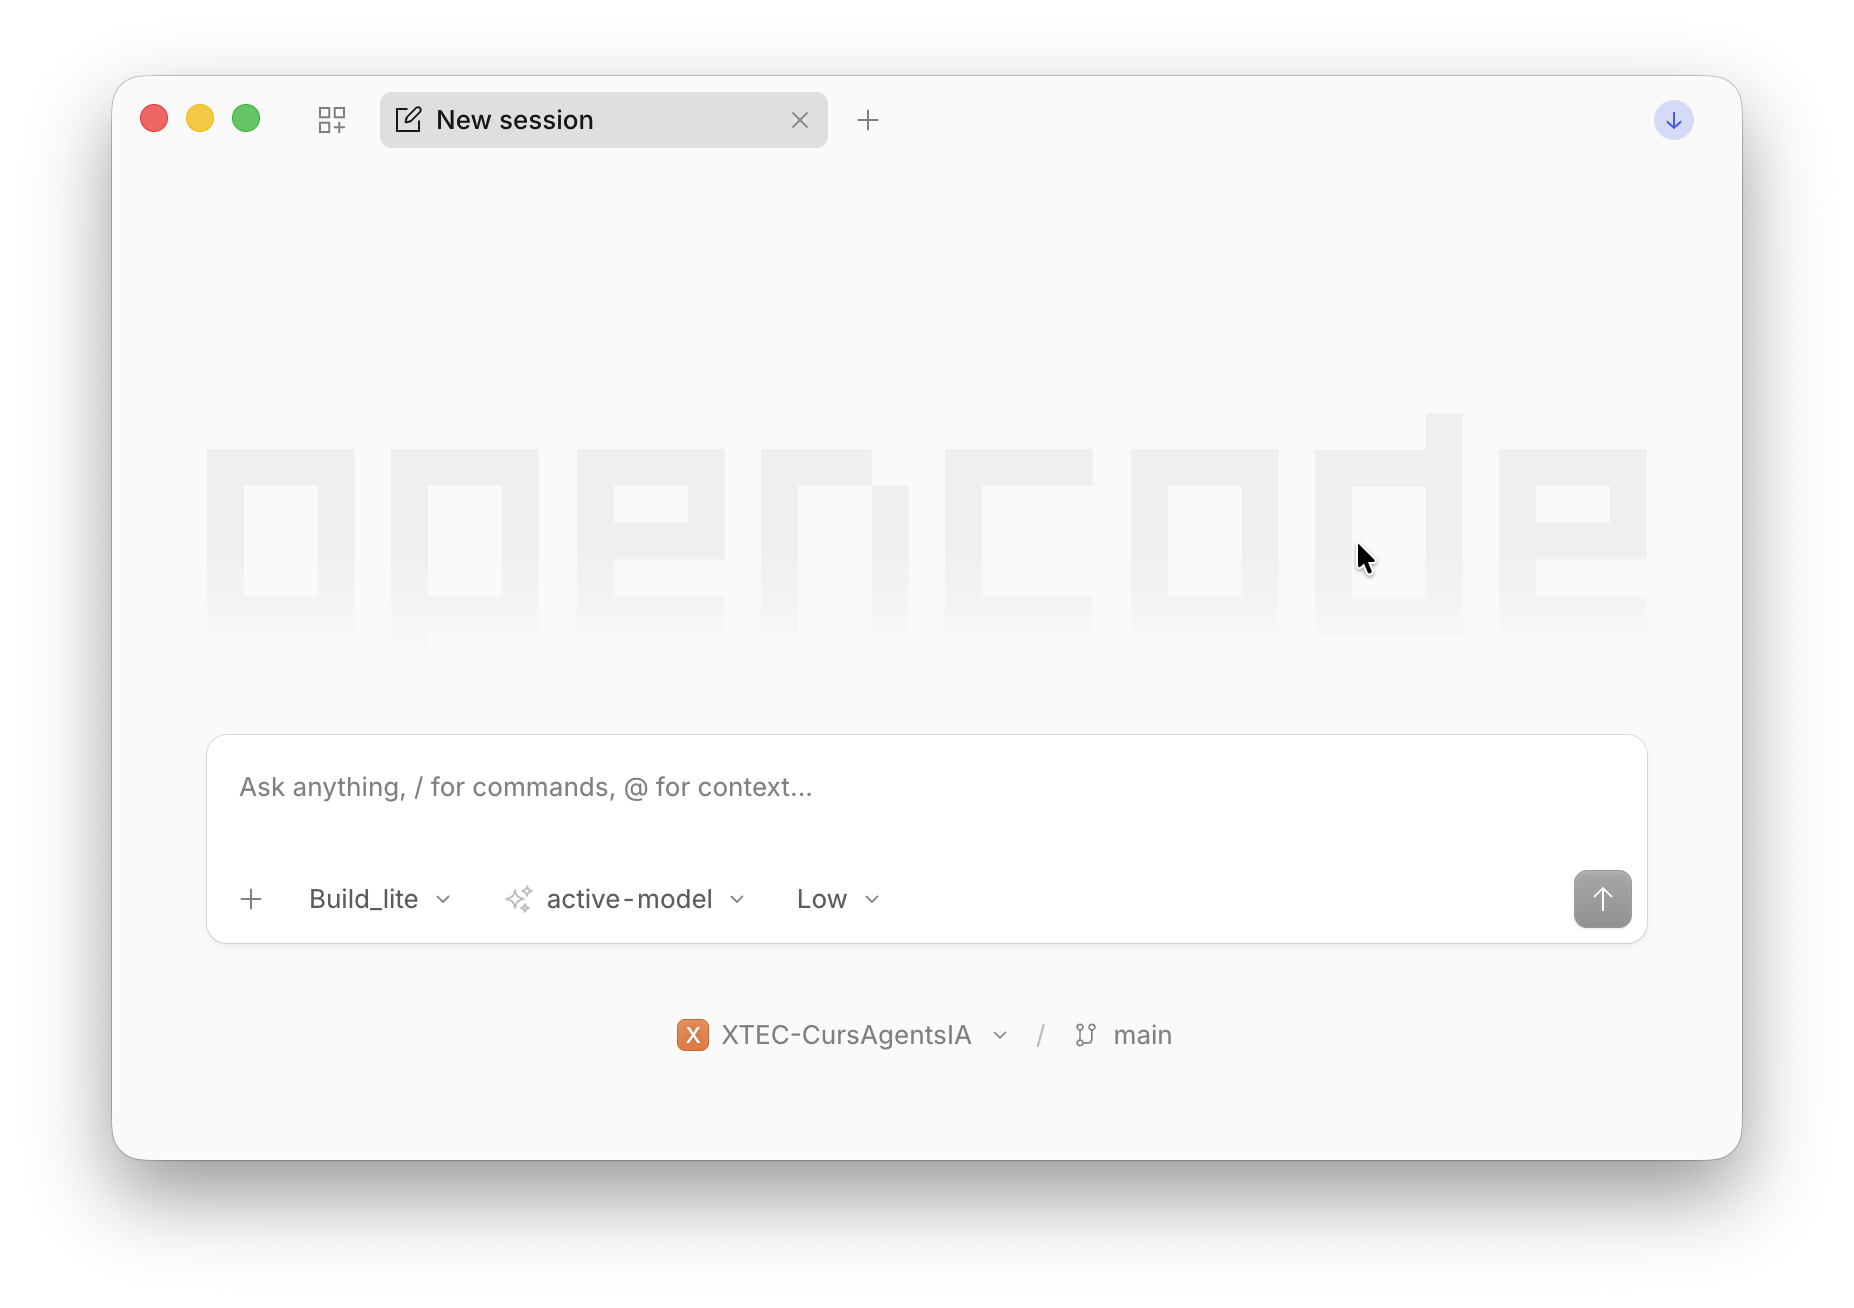 New session
opencode
Ask anything, / for commands, @ for context...
Build_lite active-model Low
X XTEC-CursAgentsIA / main